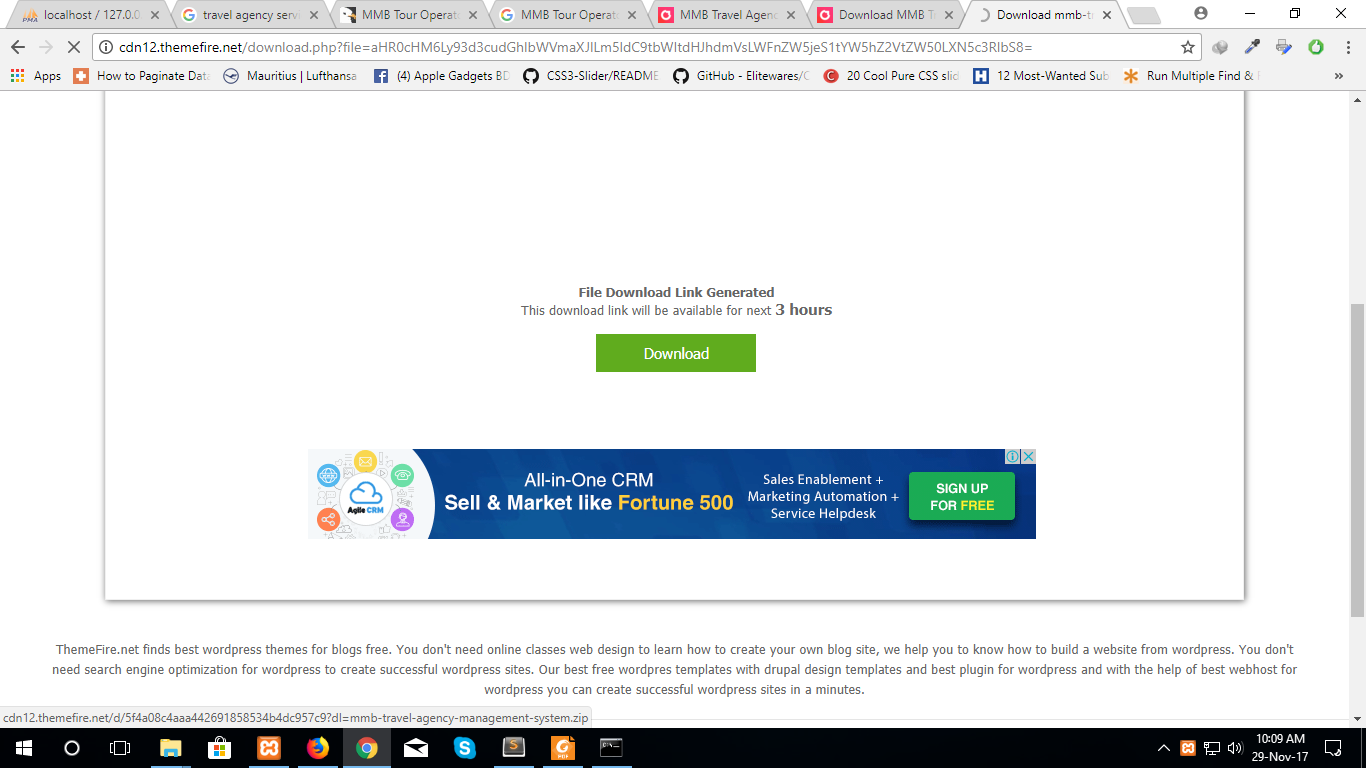 localhost / 127.0.0
travel agency servi
MMB Tour Operato
MMB Tour Operato
MMB Travel Agenc
Download MMB Tr
Download mmb-tr
cdn12.themefire.net/download.php?file=aHR0cHM6Ly93d3cudGhlbWVmaXJlLm5ldC9tbWItdHJhdmVsLWFnZW5jeS1tYW5hZ2VtZW50LXN5c3RlbS8=
Apps
How to Paginate Data
Mauritius | Lufthansa
(4) Apple Gadgets BD
CSS3-Slider/README
GitHub - Elitewares/C
20 Cool Pure CSS slid
12 Most-Wanted Sub
Run Multiple Find &
»
File Download Link Generated
This download link will be available for next 3 hours
Download
Agile CRM
All-in-One CRM
Sell & Market like Fortune 500
Sales Enablement +
Marketing Automation +
Service Helpdesk
SIGN UP
FOR FREE
ThemeFire.net finds best wordpress themes for blogs free. You don't need online classes web design to learn how to create your own blog site, we help you to know how to build a website from wordpress. You don't
need search engine optimization for wordpress to create successful wordpress sites. Our best free wordpres templates with drupal design templates and best plugin for wordpress and with the help of best webhost for
wordpress you can create successful wordpress sites in a minutes.
cdn12.themefire.net/d/5f4a08c4aaa442691858534b4dc957c9?dl=mmb-travel-agency-management-system.zip
10:09 AM
29-Nov-17